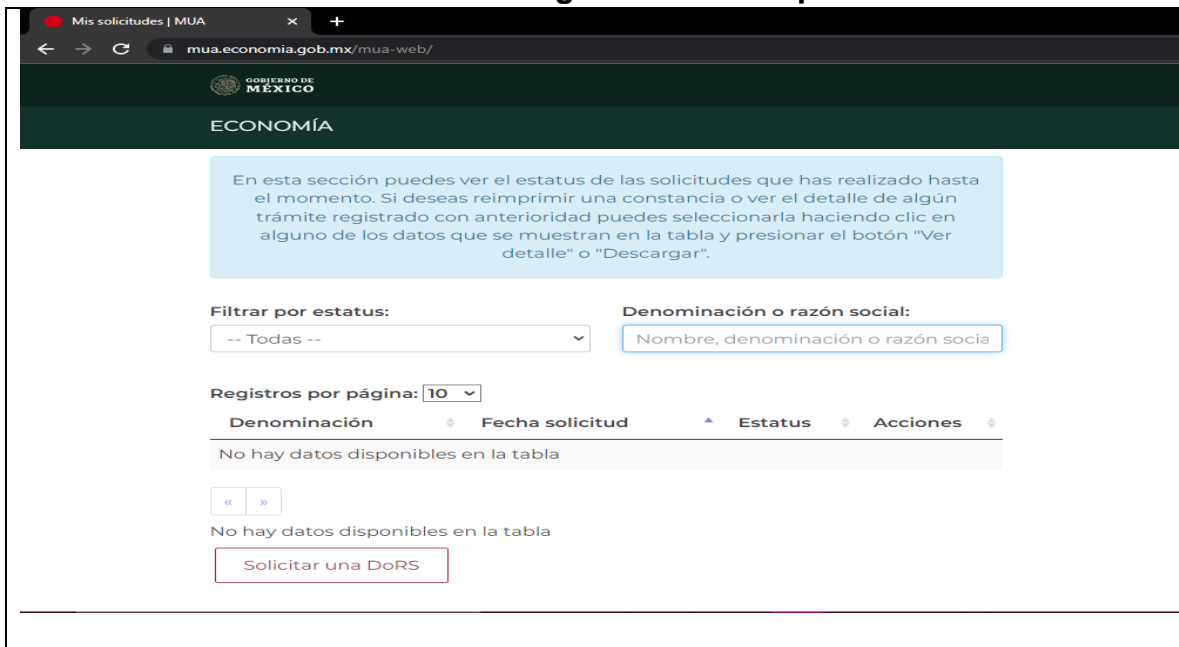 Mis solicitudes | MUA
mua.economia.gob.mx/mua-web/
GOBIERNO DE
MÉXICO
ECONOMÍA
En esta sección puedes ver el estatus de las solicitudes que has realizado hasta
el momento. Si deseas reimprimir una constancia o ver el detalle de algún
trámite registrado con anterioridad puedes seleccionarla haciendo clic en
alguno de los datos que se muestran en la tabla y presionar el botón "Ver
detalle" o "Descargar".
Filtrar por estatus: Denominación o razón social:
-- Todas -- Nombre, denominación o razón socia
Registros por página: 10
Denominación Fecha solicitud Estatus Acciones
No hay datos disponibles en la tabla
« »
No hay datos disponibles en la tabla
Solicitar una DoRS